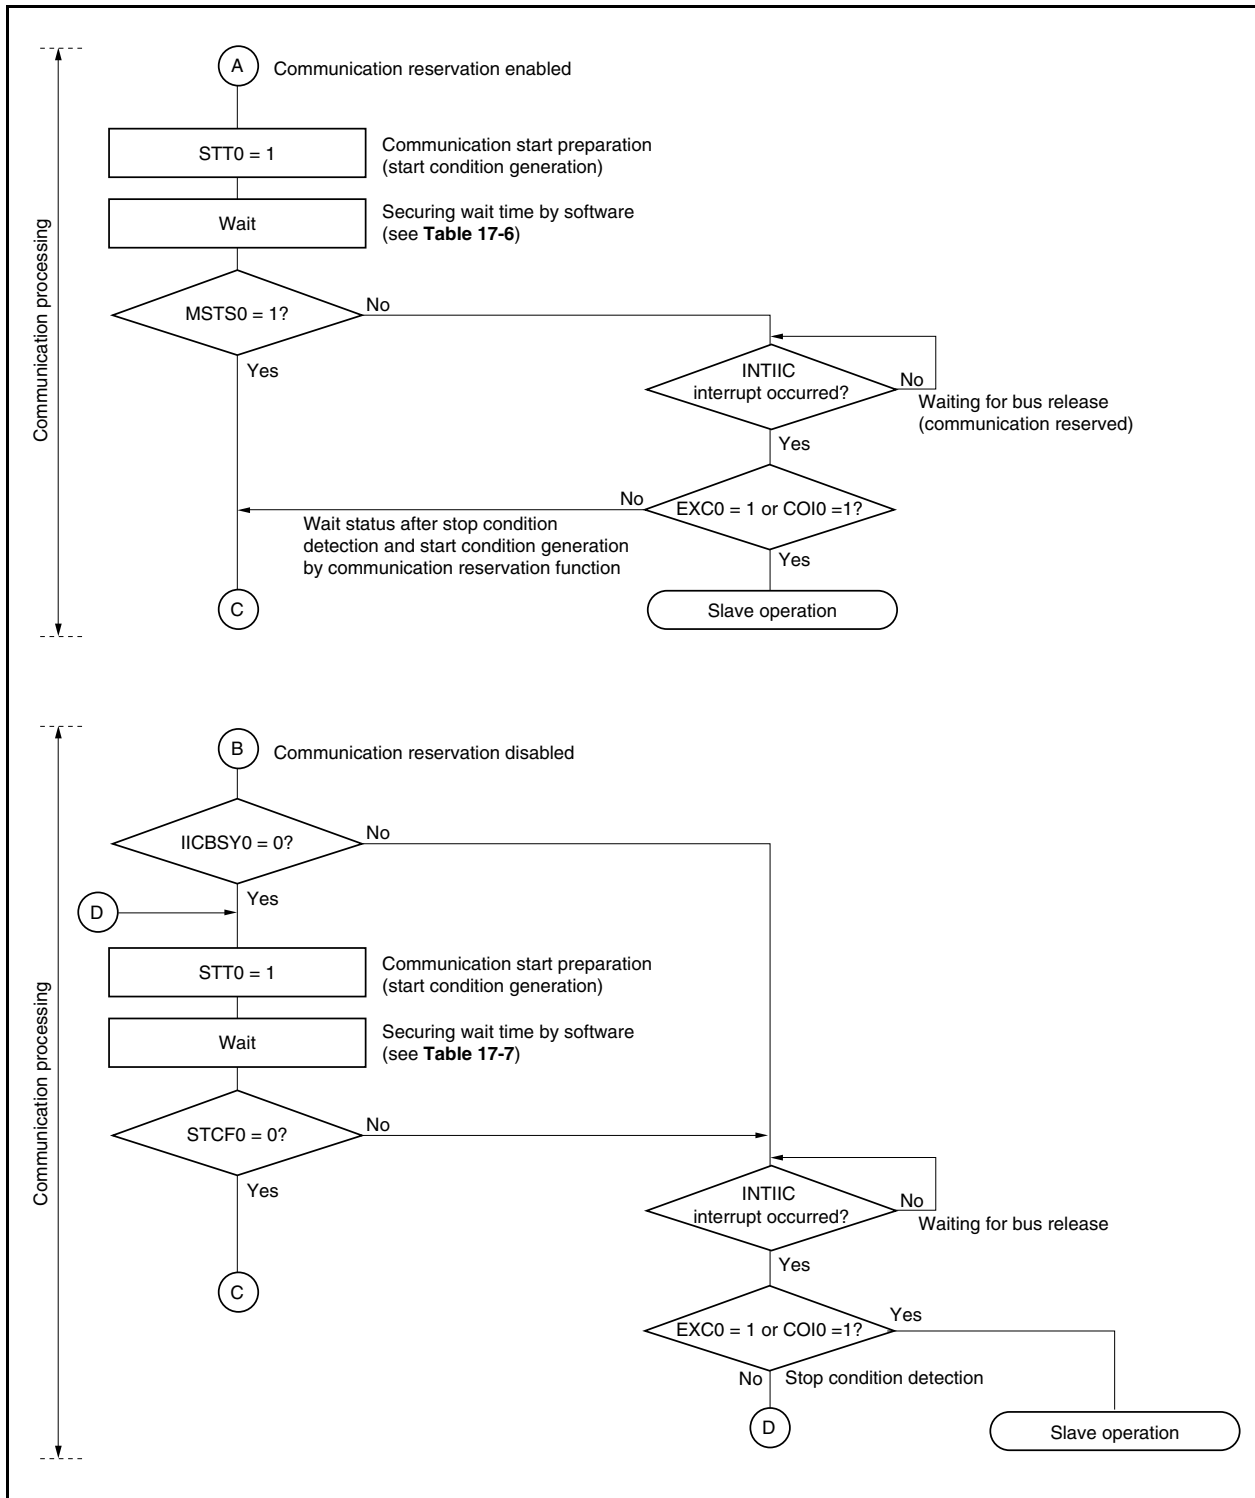 A
Communication reservation enabled
STT0 = 1
Communication start preparation
(start condition generation)
Wait
Securing wait time by software
(see Table 17-6)
MSTS0 = 1?
No
Yes
INTIIC
interrupt occurred?
No
Waiting for bus release
(communication reserved)
Yes
EXC0 = 1 or COI0 =1?
No
Wait status after stop condition
detection and start condition generation
by communication reservation function
Yes
C
Slave operation
Communication processing
B
Communication reservation disabled
IICBSY0 = 0?
No
Yes
D
STT0 = 1
Communication start preparation
(start condition generation)
Wait
Securing wait time by software
(see Table 17-7)
STCF0 = 0?
No
Yes
INTIIC
interrupt occurred?
No
Waiting for bus release
Yes
C
EXC0 = 1 or COI0 =1?
Yes
No
Stop condition detection
D
Slave operation
Communication processing